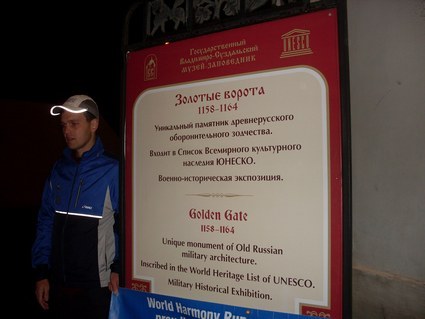 Государственный
Владимиро-Суздальский
МУЗЕЙ-ЗАПОВЕДНИК
Золотые ворота
1158-1164
Уникальный памятник древнерусского
оборонительного зодчества.
Входит в Список Всемирного культурного
наследия ЮНЕСКО.
Военно-историческая экспозиция.
Golden Gate
1158-1164
Unique monument of Old Russian
military architecture.
Inscribed in the World Heritage List of UNESCO.
Military Historical Exhibition.
World Harmony Run